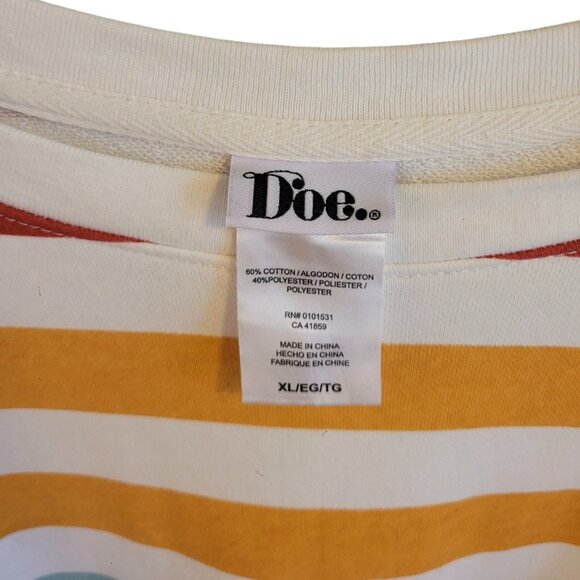 Doe.®
60% COTTON / ALGODON / COTON
40%POLYESTER / POLIESTER /
POLYESTER
RN# 0101531
CA 41859
MADE IN CHINA
HECHO EN CHINA
FABRIQUE EN CHINE
XL/EG/TG